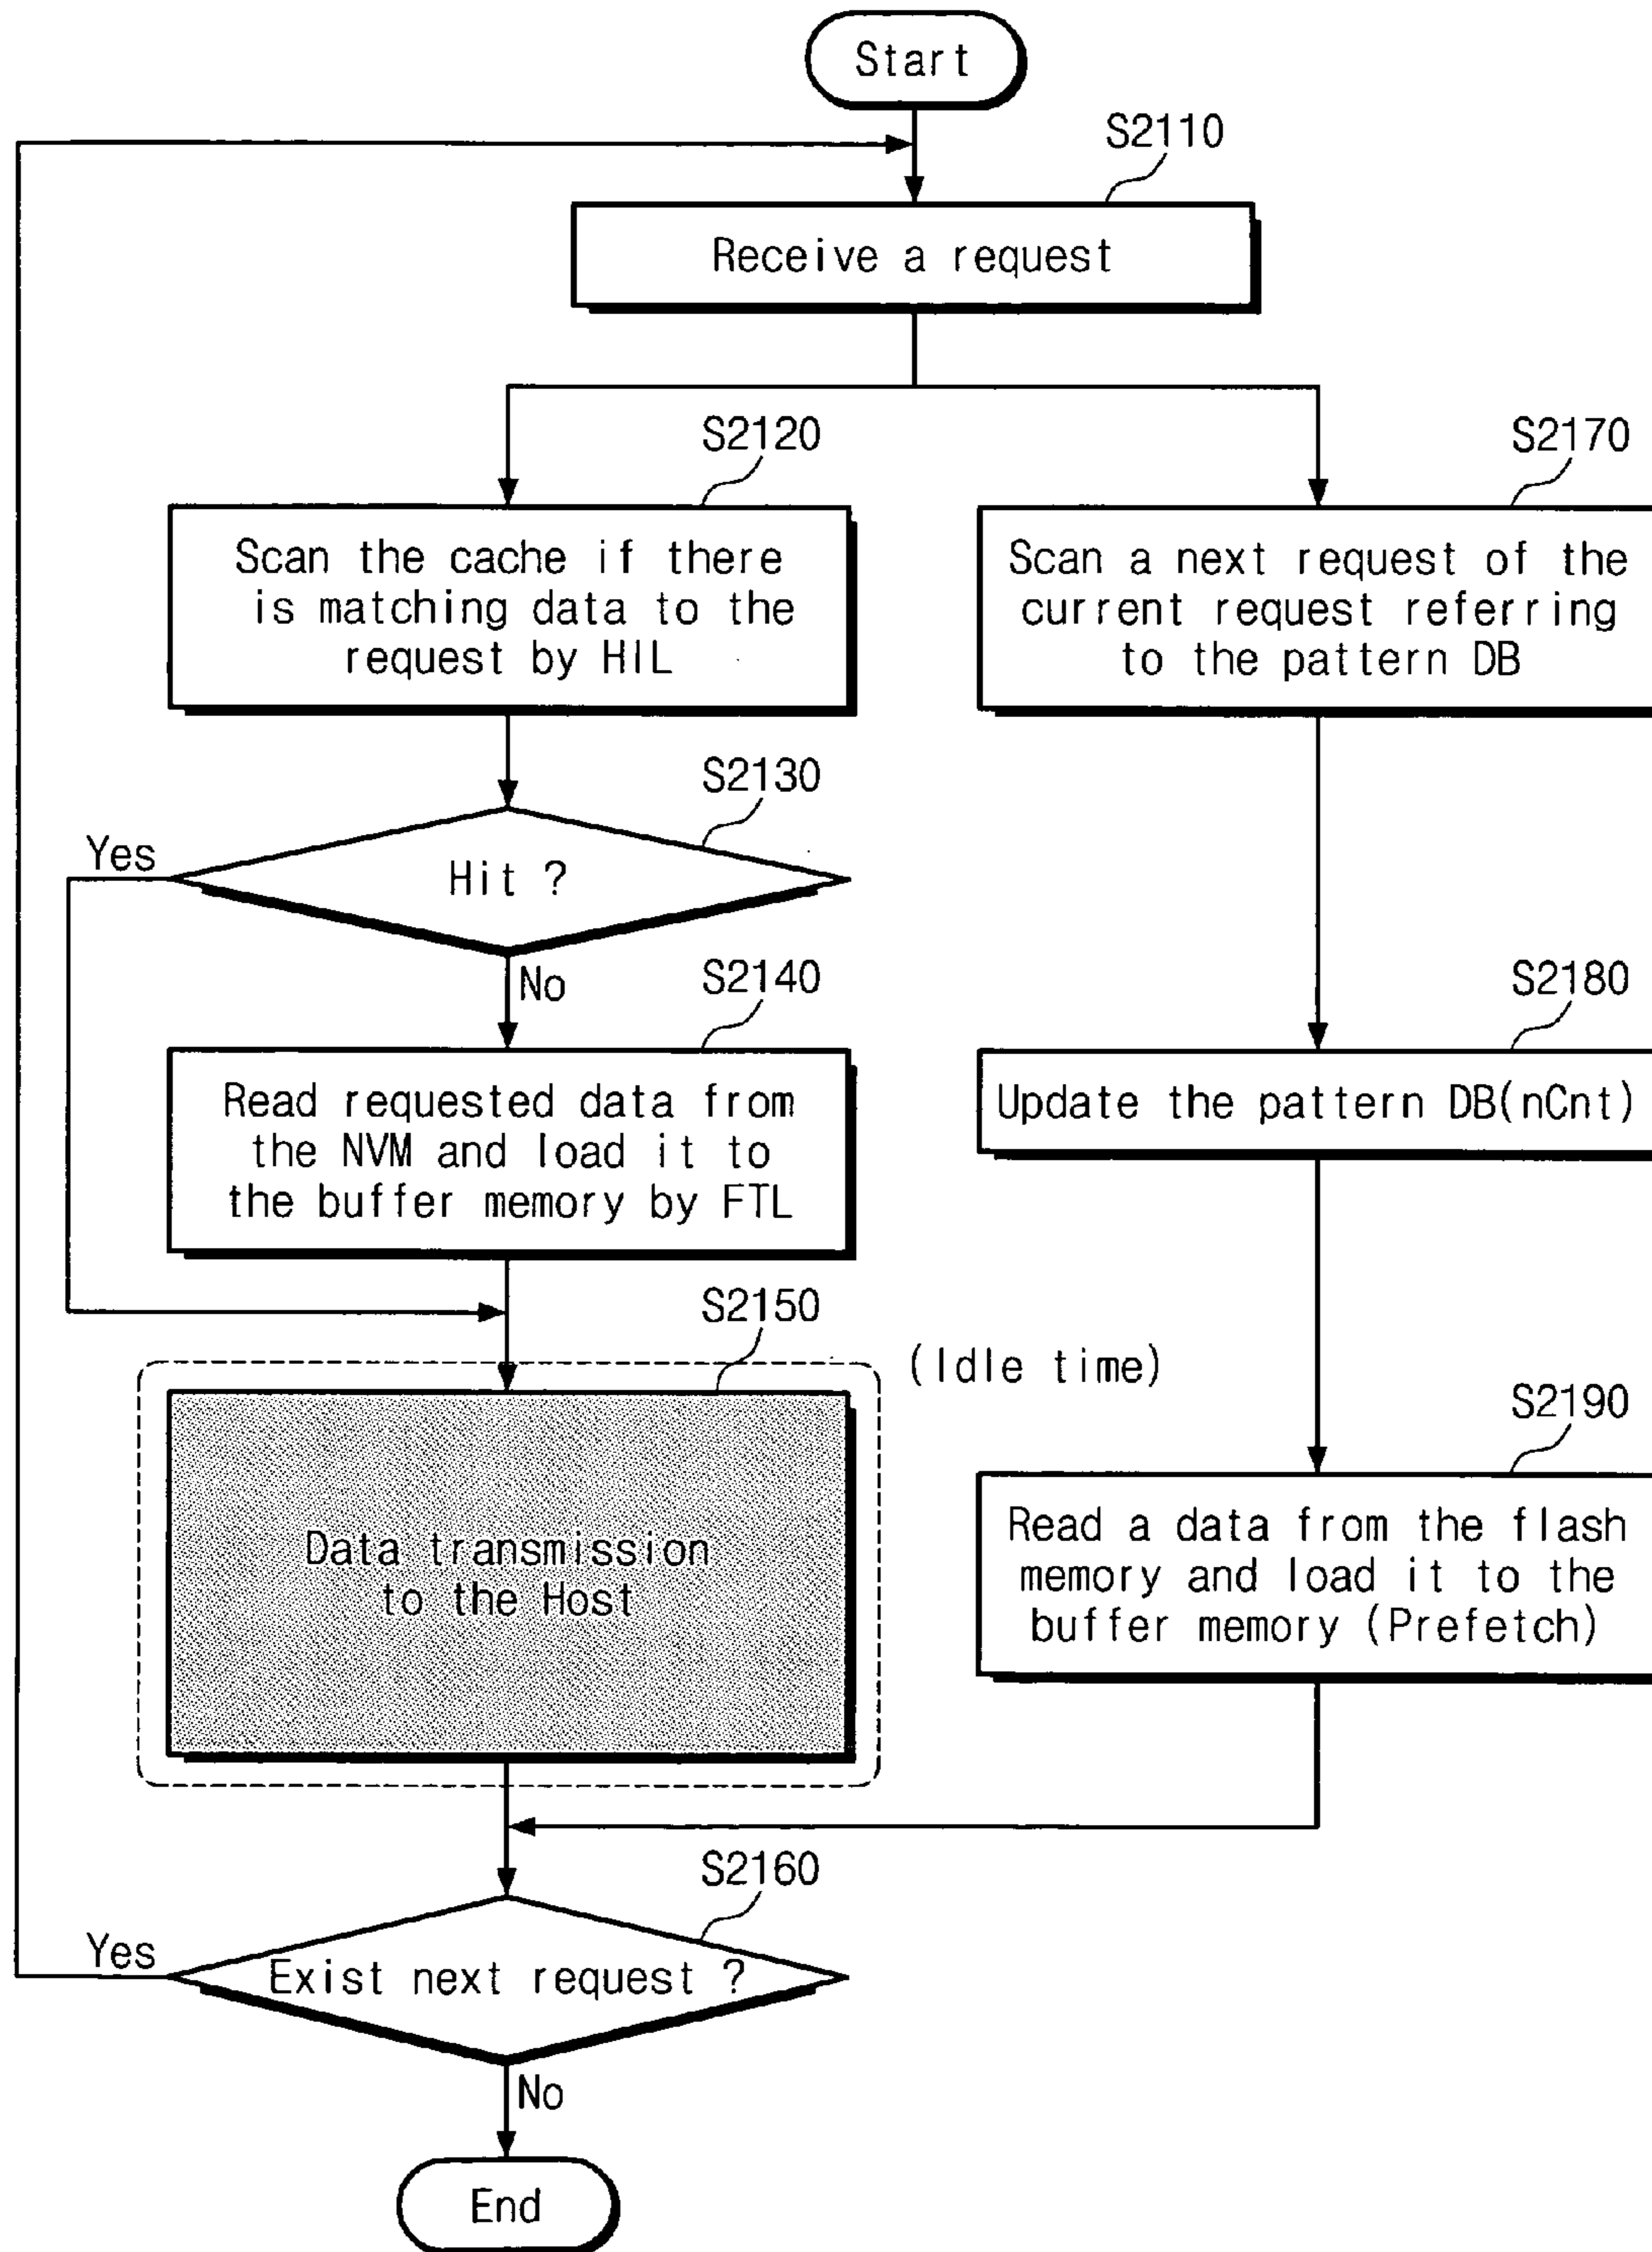 Start
S2110
Receive a request
S2120
Scan the cache if there
is matching data to the
request by HIL
S2170
Scan a next request of the
current request referring
to the pattern DB
S2130
Hit ?
Yes
No
S2140
Read requested data from
the NVM and load it to
the buffer memory by FTL
S2180
Update the pattern DB(nCnt)
S2150
(Idle time)
Data transmission
to the Host
S2190
Read a data from the flash
memory and load it to the
buffer memory (Prefetch)
S2160
Exist next request ?
Yes
No
End